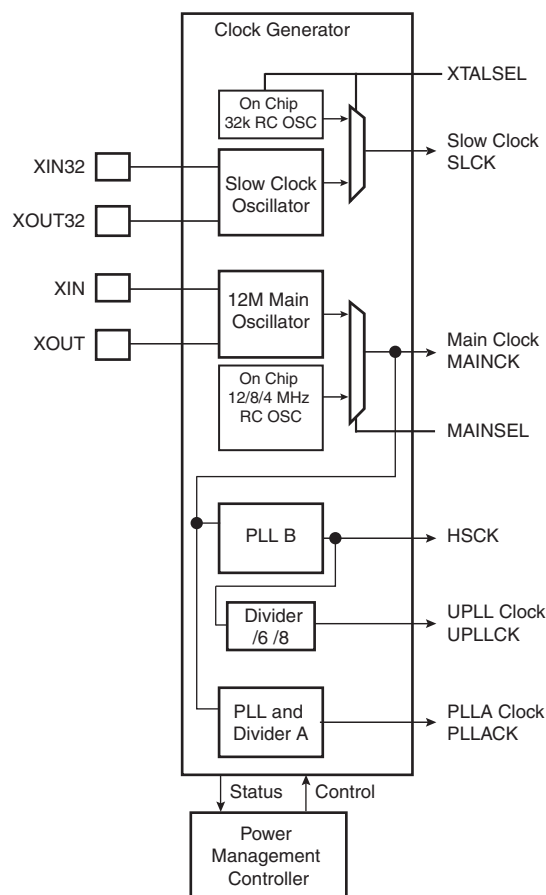 Clock Generator
XTALSEL
On Chip
32k RC OSC
Slow Clock
SLCK
XIN32
Slow Clock
Oscillator
XOUT32
XIN
12M Main
Oscillator
XOUT
Main Clock
MAINCK
On Chip
12/8/4 MHz
RC OSC
MAINSEL
PLL B
HSCK
Divider
/6 /8
UPLL Clock
UPLLCK
PLL and
Divider A
PLLA Clock
PLLACK
Status
Control
Power
Management
Controller